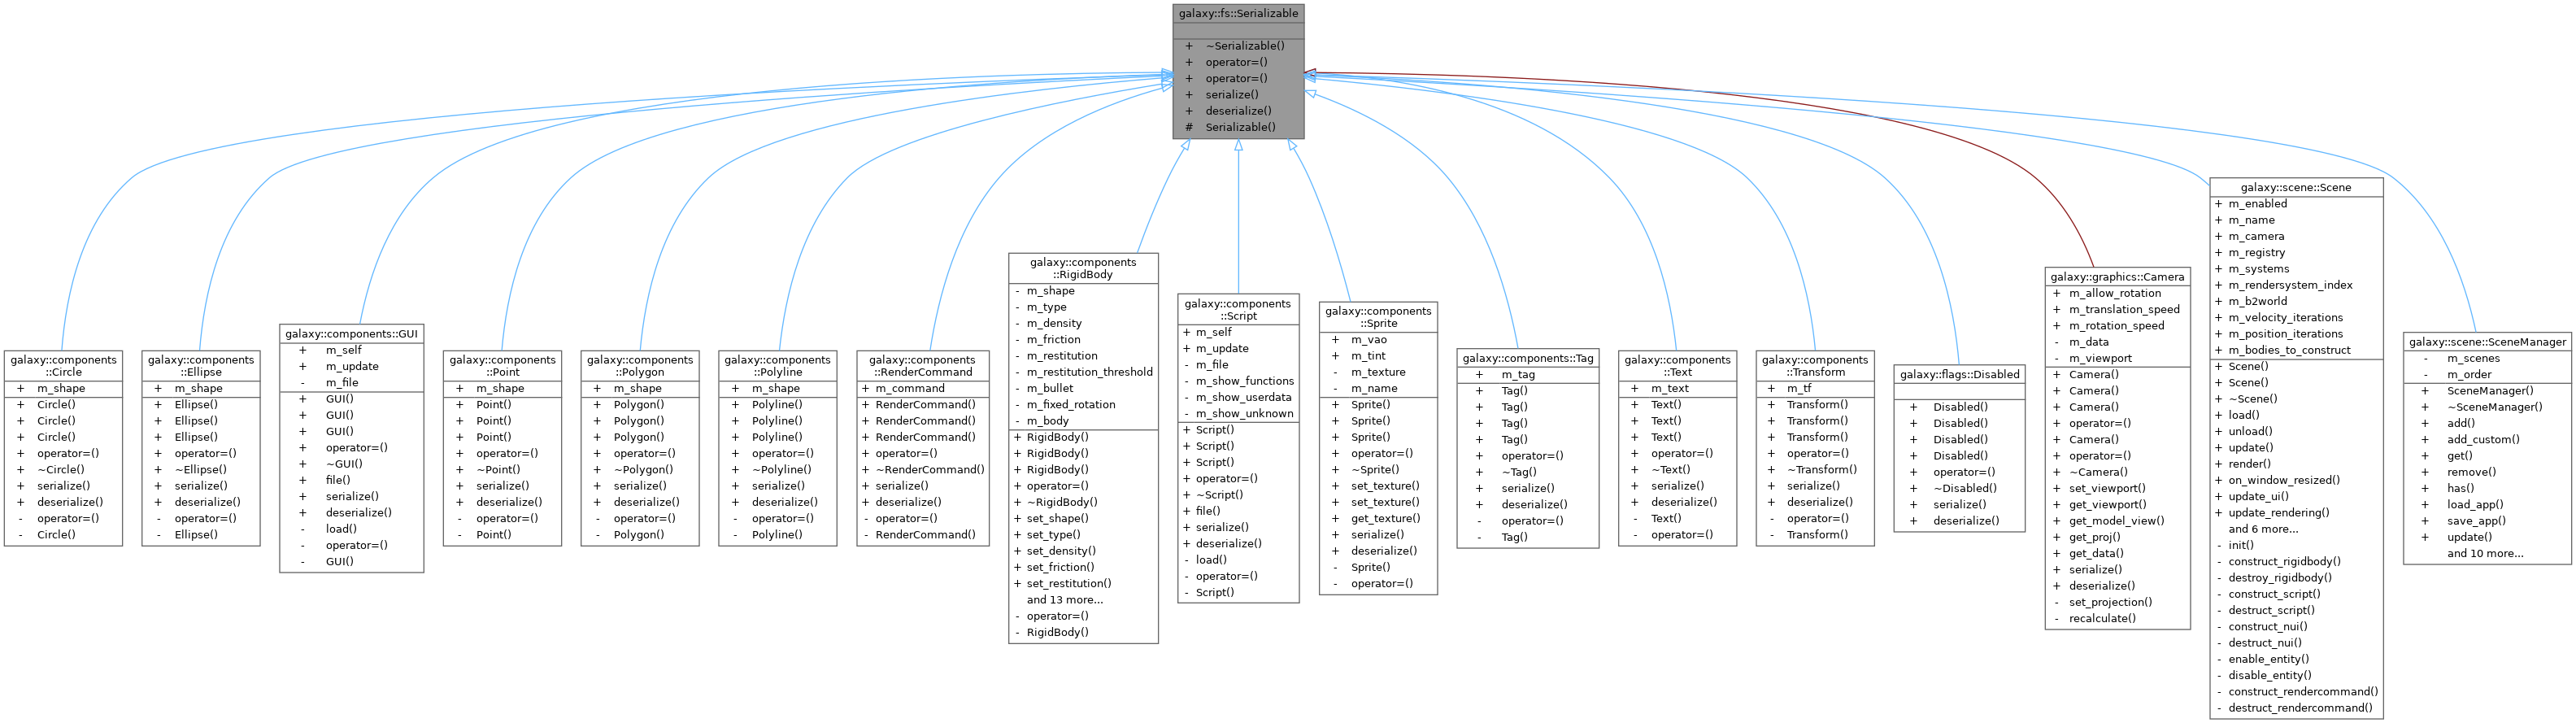 galaxy::fs::Serializable
+ ~Serializable()
+ operator=()
+ operator=()
+ serialize()
+ deserialize()
# Serializable()
galaxy::components
::Circle
+ m_shape
+ Circle()
+ Circle()
+ Circle()
+ operator=()
+ ~Circle()
+ serialize()
+ deserialize()
- operator=()
- Circle()
galaxy::components
::Ellipse
+ m_shape
+ Ellipse()
+ Ellipse()
+ Ellipse()
+ operator=()
+ ~Ellipse()
+ serialize()
+ deserialize()
- operator=()
- Ellipse()
galaxy::components::GUI
+ m_self
+ m_update
- m_file
+ GUI()
+ GUI()
+ GUI()
+ operator=()
+ ~GUI()
+ file()
+ serialize()
+ deserialize()
- load()
- operator=()
- GUI()
galaxy::components
::Point
+ m_shape
+ Point()
+ Point()
+ Point()
+ operator=()
+ ~Point()
+ serialize()
+ deserialize()
- operator=()
- Point()
galaxy::components
::Polygon
+ m_shape
+ Polygon()
+ Polygon()
+ Polygon()
+ operator=()
+ ~Polygon()
+ serialize()
+ deserialize()
- operator=()
- Polygon()
galaxy::components
::Polyline
+ m_shape
+ Polyline()
+ Polyline()
+ Polyline()
+ operator=()
+ ~Polyline()
+ serialize()
+ deserialize()
- operator=()
- Polyline()
galaxy::components
::RenderCommand
+ m_command
+ RenderCommand()
+ RenderCommand()
+ RenderCommand()
+ operator=()
+ ~RenderCommand()
+ serialize()
+ deserialize()
- operator=()
- RenderCommand()
galaxy::components
::RigidBody
- m_shape
- m_type
- m_density
- m_friction
- m_restitution
- m_restitution_threshold
- m_bullet
- m_fixed_rotation
- m_body
+ RigidBody()
+ RigidBody()
+ RigidBody()
+ operator=()
+ ~RigidBody()
+ set_shape()
+ set_type()
+ set_density()
+ set_friction()
+ set_restitution()
and 13 more...
- operator=()
- RigidBody()
galaxy::components
::Script
+ m_self
+ m_update
- m_file
- m_show_functions
- m_show_userdata
- m_show_unknown
+ Script()
+ Script()
+ Script()
+ operator=()
+ ~Script()
+ file()
+ serialize()
+ deserialize()
- load()
- operator=()
- Script()
galaxy::components
::Sprite
+ m_vao
+ m_tint
- m_texture
- m_name
+ Sprite()
+ Sprite()
+ Sprite()
+ operator=()
+ ~Sprite()
+ set_texture()
+ set_texture()
+ get_texture()
+ serialize()
+ deserialize()
- Sprite()
- operator=()
galaxy::components::Tag
+ m_tag
+ Tag()
+ Tag()
+ Tag()
+ Tag()
+ operator=()
+ ~Tag()
+ serialize()
+ deserialize()
- operator=()
- Tag()
galaxy::components
::Text
+ m_text
+ Text()
+ Text()
+ Text()
+ operator=()
+ ~Text()
+ serialize()
+ deserialize()
- Text()
- operator=()
galaxy::components
::Transform
+ m_tf
+ Transform()
+ Transform()
+ Transform()
+ operator=()
+ ~Transform()
+ serialize()
+ deserialize()
- operator=()
- Transform()
galaxy::flags::Disabled
+ Disabled()
+ Disabled()
+ Disabled()
+ Disabled()
+ operator=()
+ ~Disabled()
+ serialize()
+ deserialize()
galaxy::graphics::Camera
+ m_allow_rotation
+ m_translation_speed
+ m_rotation_speed
- m_data
- m_viewport
+ Camera()
+ Camera()
+ Camera()
+ operator=()
+ Camera()
+ operator=()
+ ~Camera()
+ set_viewport()
+ get_viewport()
+ get_model_view()
+ get_proj()
+ get_data()
+ serialize()
+ deserialize()
- set_projection()
- recalculate()
galaxy::scene::Scene
+ m_enabled
+ m_name
+ m_camera
+ m_registry
+ m_systems
+ m_rendersystem_index
+ m_b2world
+ m_velocity_iterations
+ m_position_iterations
+ m_bodies_to_construct
+ Scene()
+ Scene()
+ ~Scene()
+ load()
+ unload()
+ update()
+ render()
+ on_window_resized()
+ update_ui()
+ update_rendering()
and 6 more...
- init()
- construct_rigidbody()
- destroy_rigidbody()
- construct_script()
- destruct_script()
- construct_nui()
- destruct_nui()
- enable_entity()
- disable_entity()
- construct_rendercommand()
- destruct_rendercommand()
galaxy::scene::SceneManager
- m_scenes
- m_order
+ SceneManager()
+ ~SceneManager()
+ add()
+ add_custom()
+ get()
+ remove()
+ has()
+ load_app()
+ save_app()
+ update()
and 10 more...